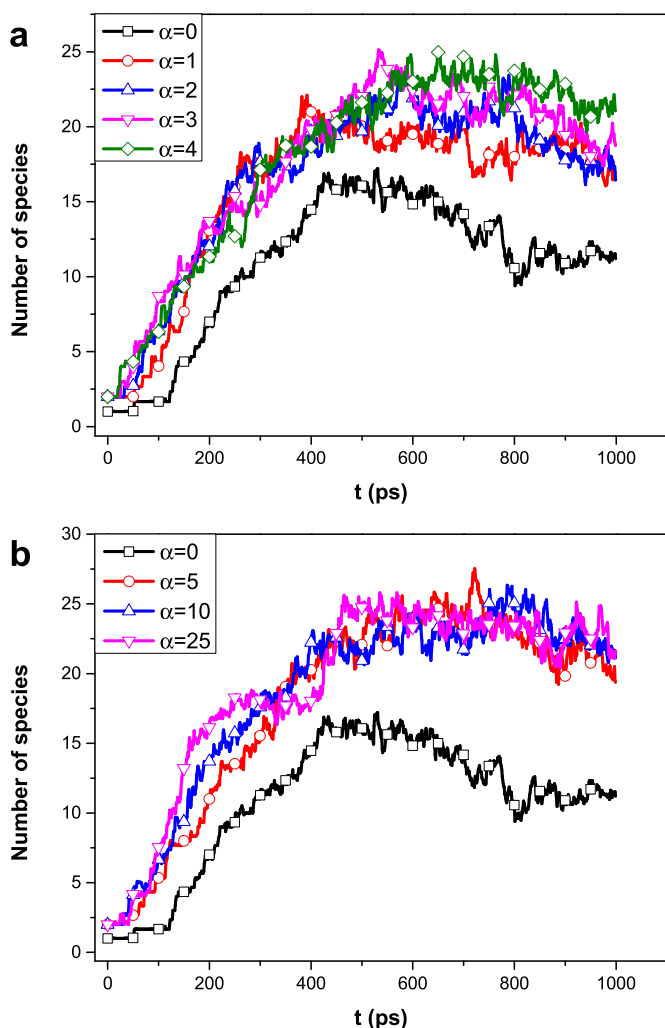 a
α=0
α=1
α=2
α=3
α=4
Number of species
25
20
15
10
5
0
0 200 400 600 800 1000
t (ps)
b
α=0
α=5
α=10
α=25
Number of species
30
25
20
15
10
5
0
0 200 400 600 800 1000
t (ps)